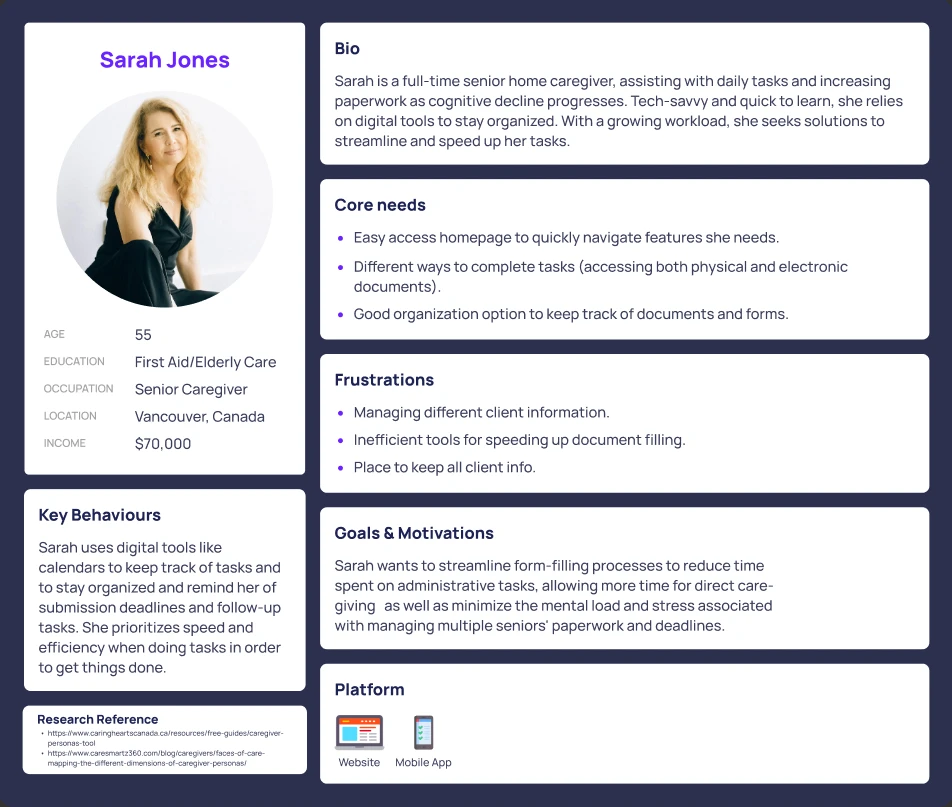 Sarah Jones
AGE 55
EDUCATION First Aid/Elderly Care
OCCUPATION Senior Caregiver
LOCATION Vancouver, Canada
INCOME $70,000
Key Behaviours
Sarah uses digital tools like
calendars to keep track of tasks and
to stay organized and remind her of
submission deadlines and follow-up
tasks. She prioritizes speed and
efficiency when doing tasks in order
to get things done.
Research Reference
• https://www.caringheartscanada.ca/resources/free-guides/caregiver-
personas-tool
• https://www.caresmartz360.com/blog/caregivers/faces-of-care-
mapping-the-different-dimensions-of-caregiver-personas/
Bio
Sarah is a full-time senior home caregiver, assisting with daily tasks and increasing
paperwork as cognitive decline progresses. Tech-savvy and quick to learn, she relies
on digital tools to stay organized. With a growing workload, she seeks solutions to
streamline and speed up her tasks.
Core needs
• Easy access homepage to quickly navigate features she needs.
• Different ways to complete tasks (accessing both physical and electronic
documents).
• Good organization option to keep track of documents and forms.
Frustrations
• Managing different client information.
• Inefficient tools for speeding up document filling.
• Place to keep all client info.
Goals & Motivations
Sarah wants to streamline form-filling processes to reduce time
spent on administrative tasks, allowing more time for direct care-
giving as well as minimize the mental load and stress associated
with managing multiple seniors' paperwork and deadlines.
Platform
Website Mobile App